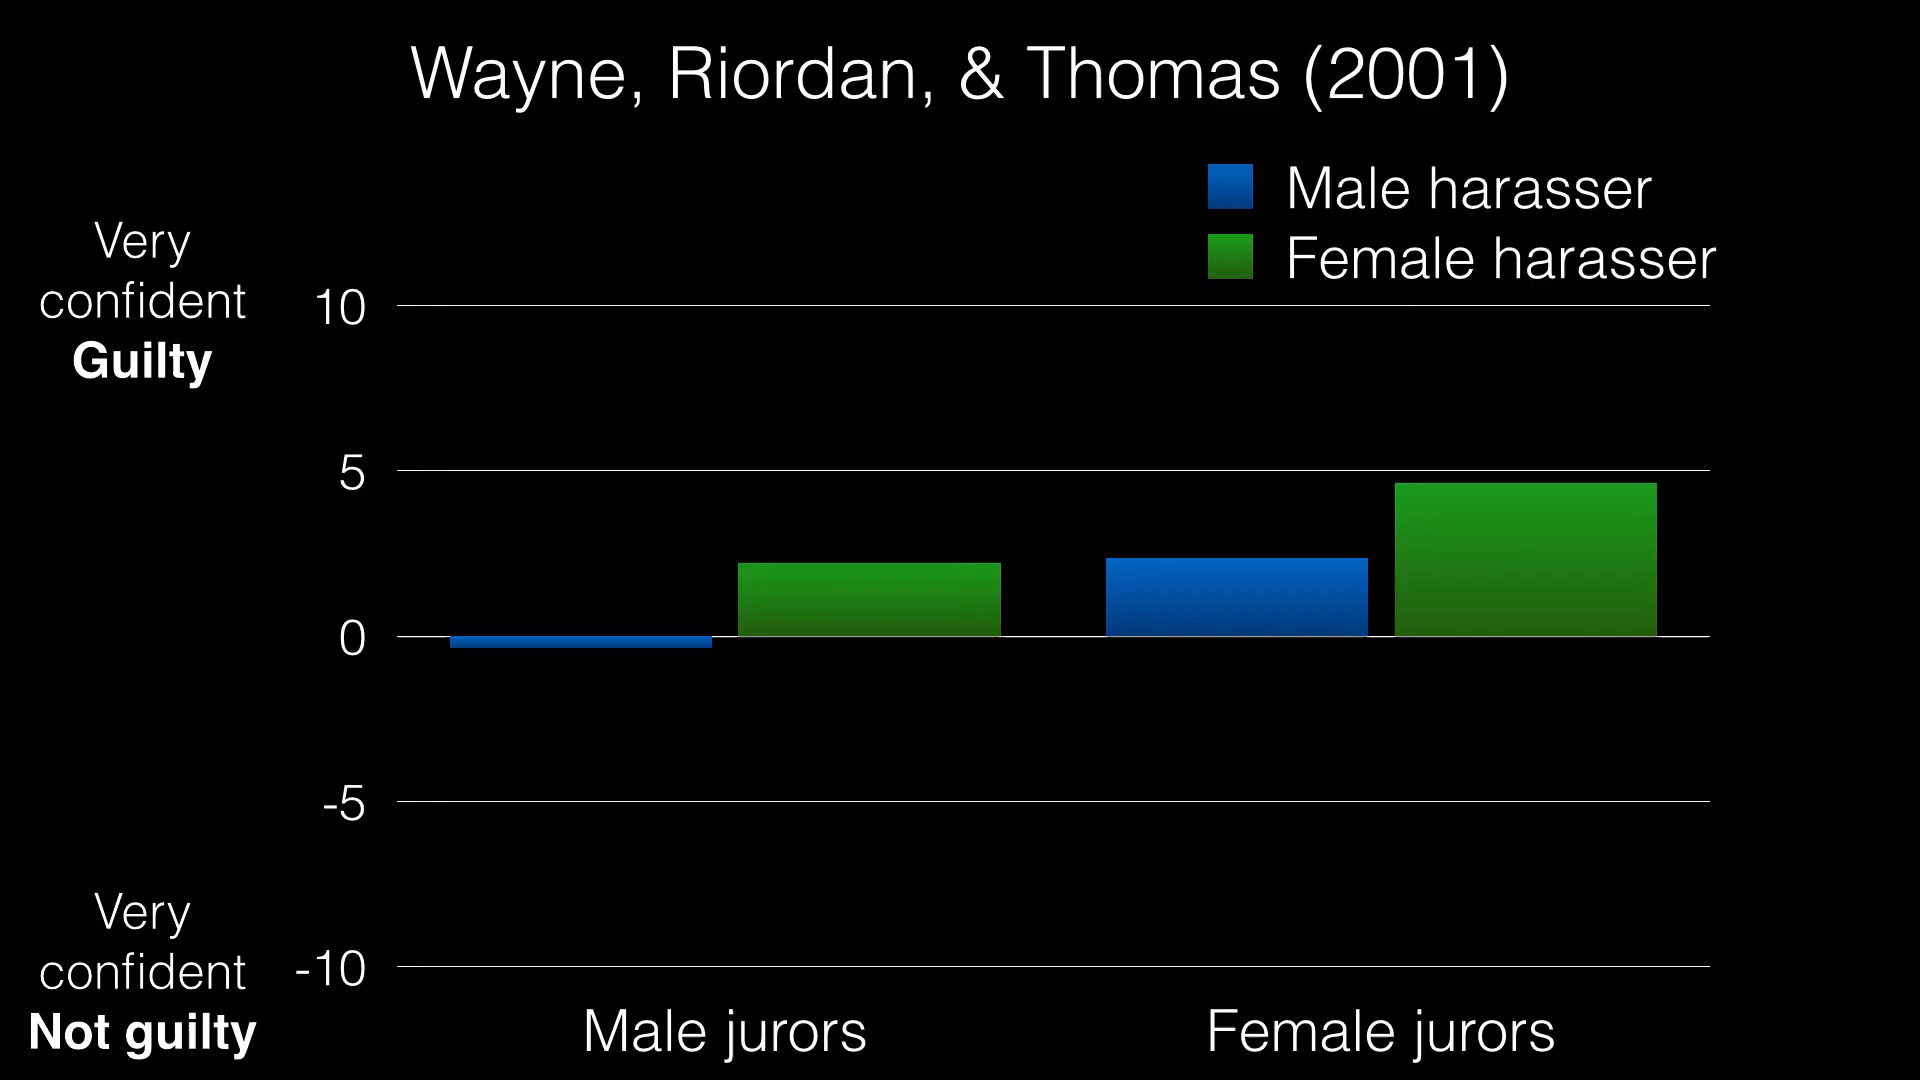 Wayne, Riordan, & Thomas (2001)
Male harasser
Female harasser
Very
confident
Guilty
10
5
0
-5
-10
Very
confident
Not guilty
Male jurors
Female jurors